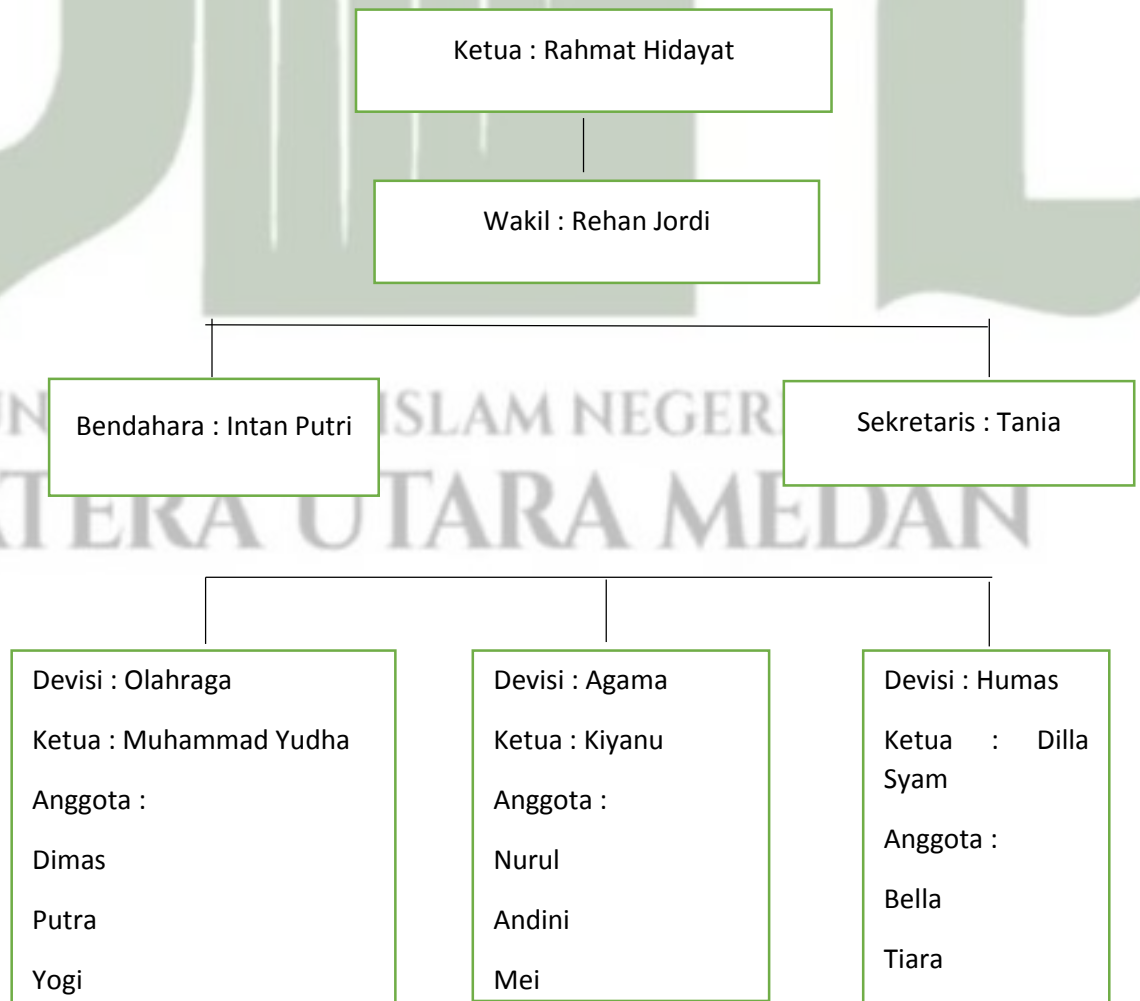 Ketua : Rahmat Hidayat
Wakil : Rehan Jordi
Bendahara : Intan Putri
Sekretaris : Tania
UN ISLAM NEGERI
ATERA UTARA MEDAN
Devisi : Olahraga
Ketua : Muhammad Yudha
Anggota :
Dimas
Putra
Yogi
Devisi : Agama
Ketua : Kiyanu
Anggota :
Nurul
Andini
Mei
Devisi : Humas
Ketua : Dilla
Syam
Anggota :
Bella
Tiara